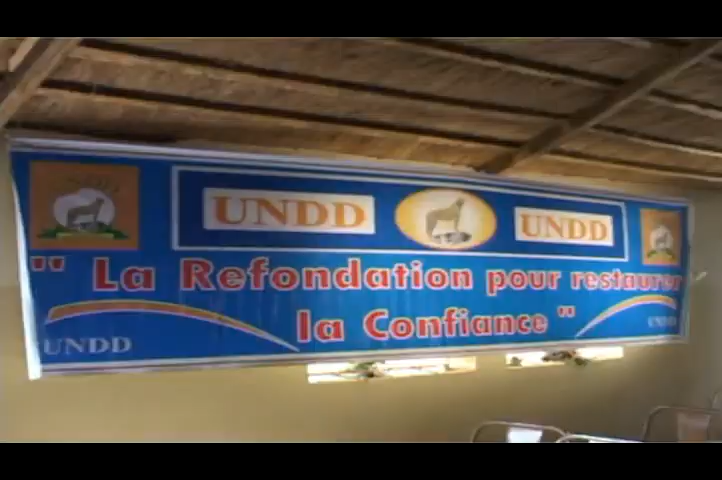 UNDD UNDD
" La Refondation pour restaurer
la Confiance "
UNDD UNDD